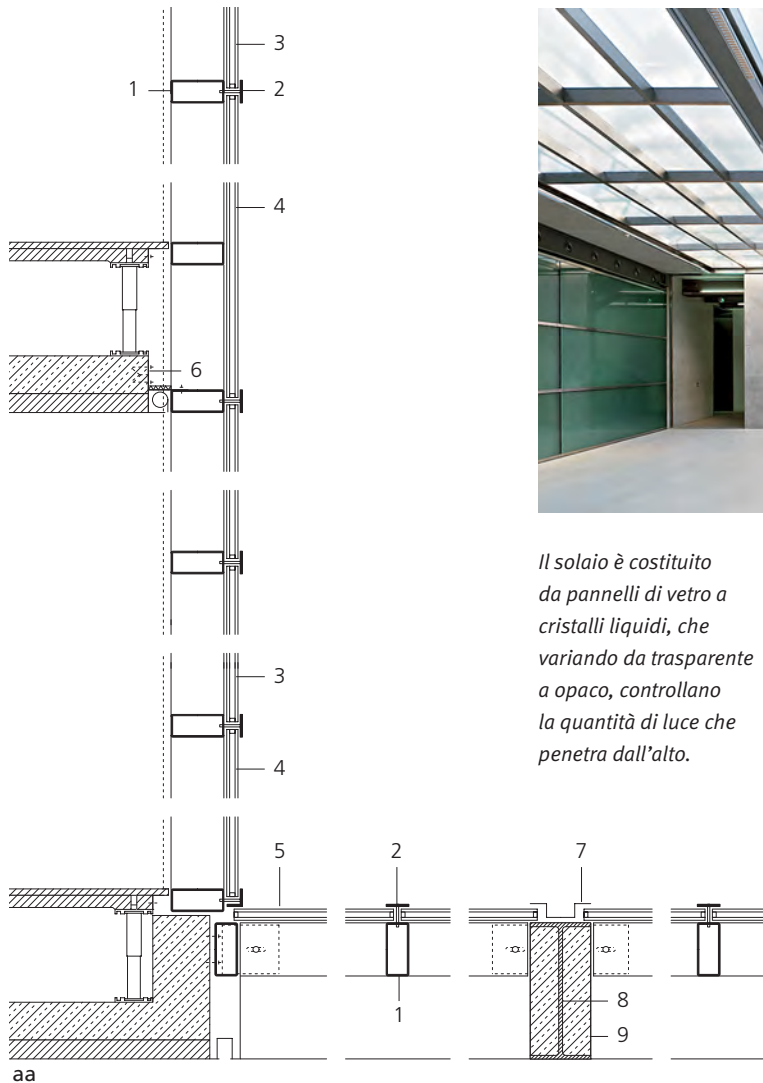 3
1
2
4
6
Il solaio è costituito
da pannelli di vetro a
cristalli liquidi, che
variando da trasparente
a opaco, controllano
la quantità di luce che
penetra dall'alto.
3
4
5
2
7
1
8
9
aa